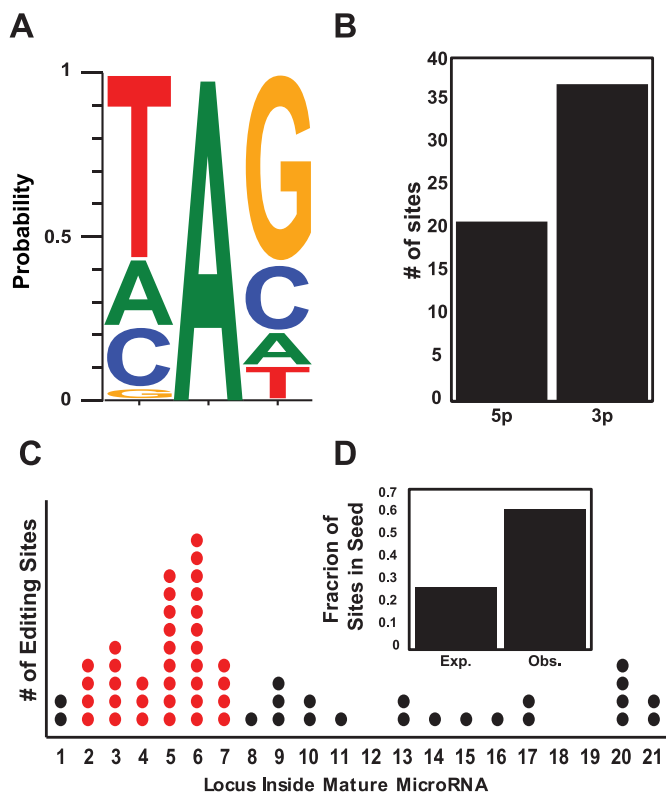 A
1
0.5
0
Probability
T
A
C
G
A
G
C
A
T
B
40
35
30
25
20
15
10
5
0
# of sites
5p 3p
C
# of Editing Sites
1 2 3 4 5 6 7 8 9 10 11 12 13 14 15 16 17 18 19 20 21
Locus Inside Mature MicroRNA
D
0.7
0.6
0.5
0.4
0.3
0.2
0.1
0
Fracrion of
Sites in Seed
Exp. Obs.